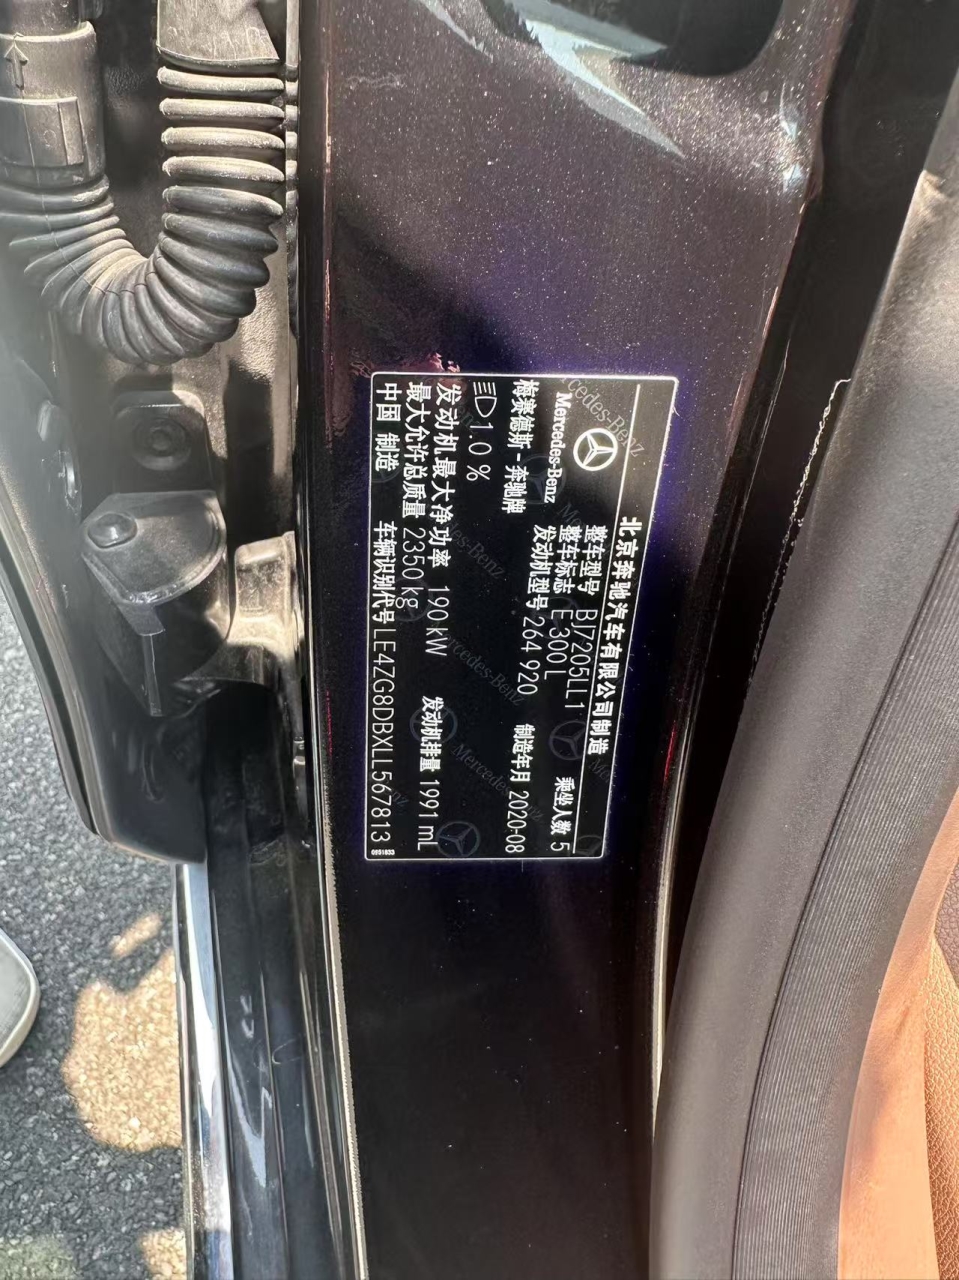 北京奔驰汽车有限公司制造
Mercedes-Benz
整车型号 BJ7205LL1 乘坐人数 5
整车标志 E 300 L
梅赛德斯-奔驰牌 发动机型号 264 920 制造年月 2020-08
1.0 %
发动机最大净功率 190 kW 发动机排量 1991 mL
最大允许总质量 2350 kg
中国 制造 车辆识别代号 LE4ZG8DBXLL567813